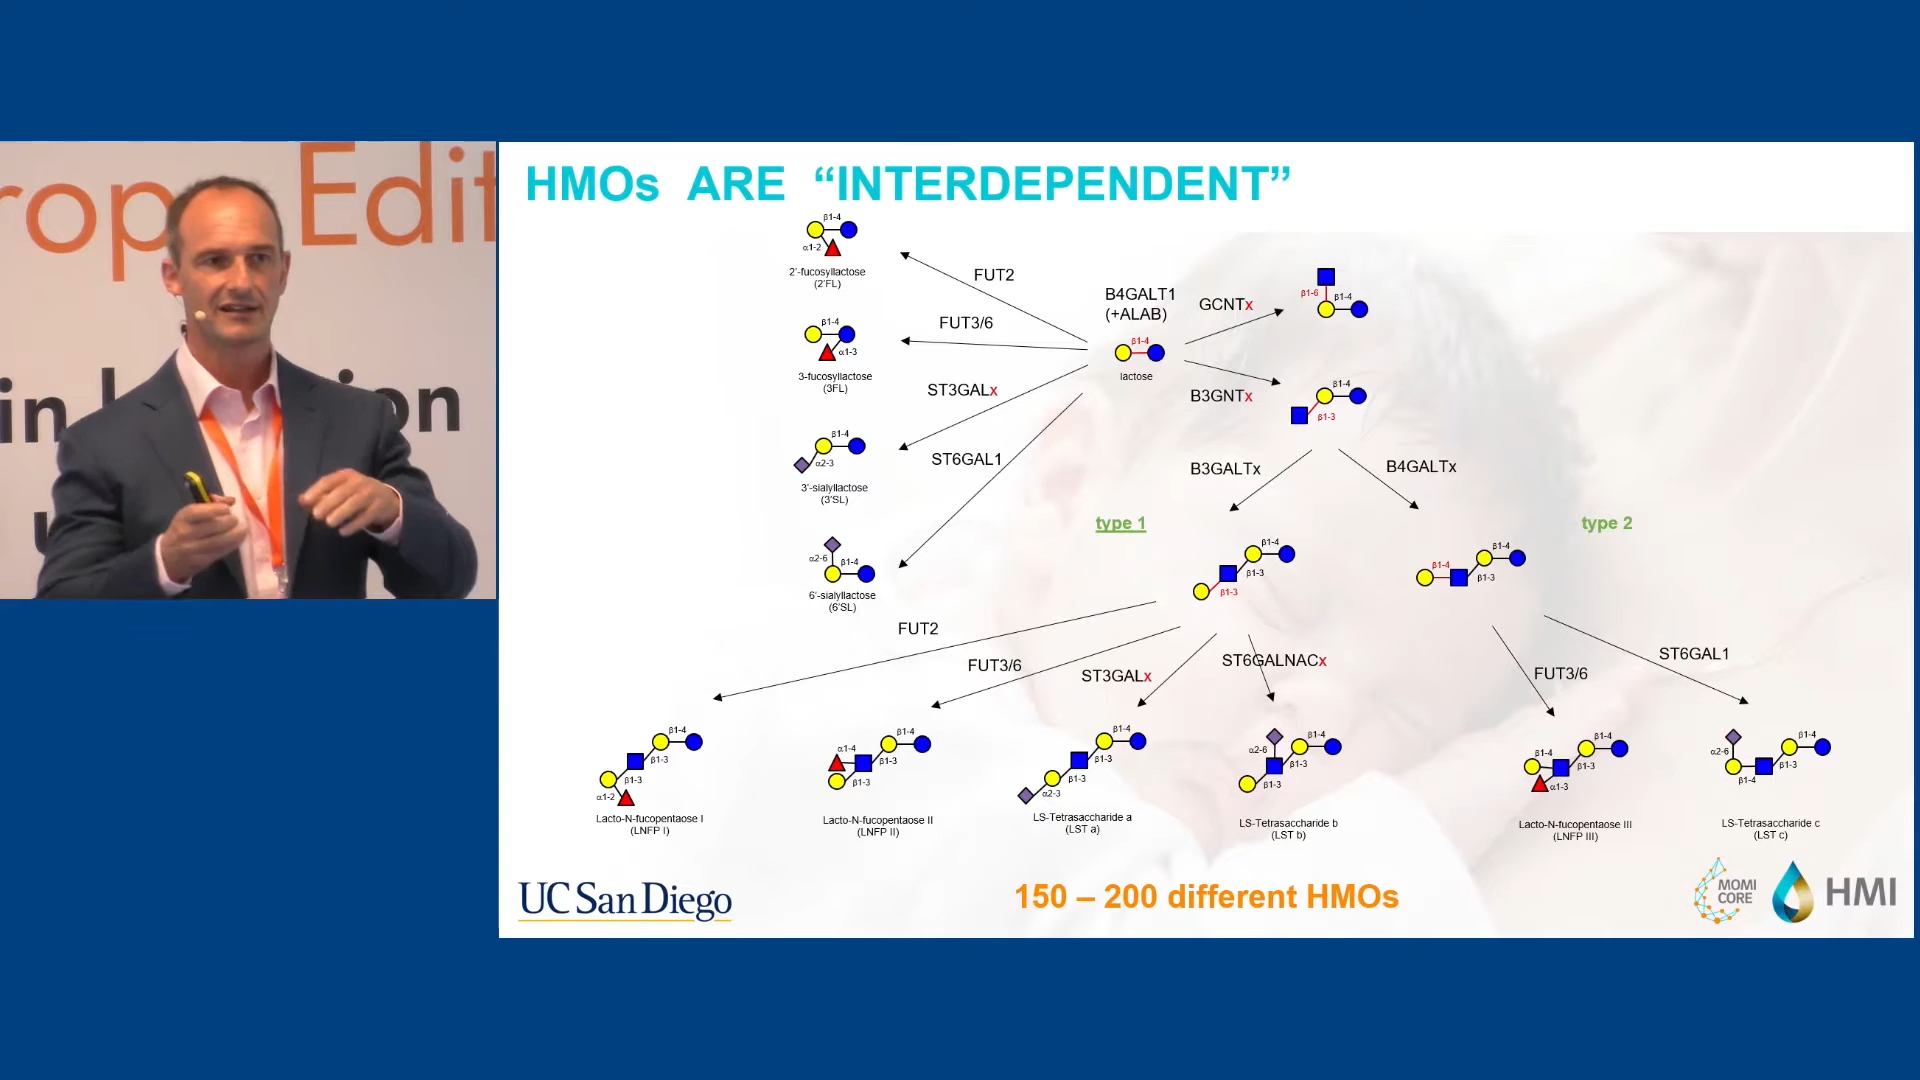 rop Edit
in on
HMOs ARE “INTERDEPENDENT”
β1-4
α1-2
2'-fucosyllactose
(2'FL)
FUT2
β1-4
α1-3
3-fucosyllactose
(3FL)
FUT3/6
ST3GALx
β1-4
α2-3
3'-sialyllactose
(3'SL)
ST6GAL1
α2-6
β1-4
6'-sialyllactose
(6'SL)
B4GALT1
(+ALAB)
β1-4
lactose
GCNTx
β1-6
β1-4
B3GNTx
β1-4
β1-3
B3GALTx
B4GALTx
type 1
type 2
β1-4
β1-3
β1-3
β1-4
β1-4
β1-3
FUT2
FUT3/6
ST3GALx
ST6GALNACx
FUT3/6
ST6GAL1
β1-4
β1-3
β1-3
α1-2
Lacto-N-fucopentaose I
(LNFP I)
β1-4
α1-4
β1-3
β1-3
Lacto-N-fucopentaose II
(LNFP II)
β1-4
β1-3
β1-3
α2-3
LS-Tetrasaccharide a
(LST a)
β1-4
α2-6
β1-3
β1-3
LS-Tetrasaccharide b
(LST b)
β1-4
β1-4
β1-3
α1-3
Lacto-N-fucopentaose III
(LNFP III)
β1-4
α2-6
β1-3
β1-4
LS-Tetrasaccharide c
(LST c)
UC San Diego
150 – 200 different HMOs
MOMI
CORE
HMI